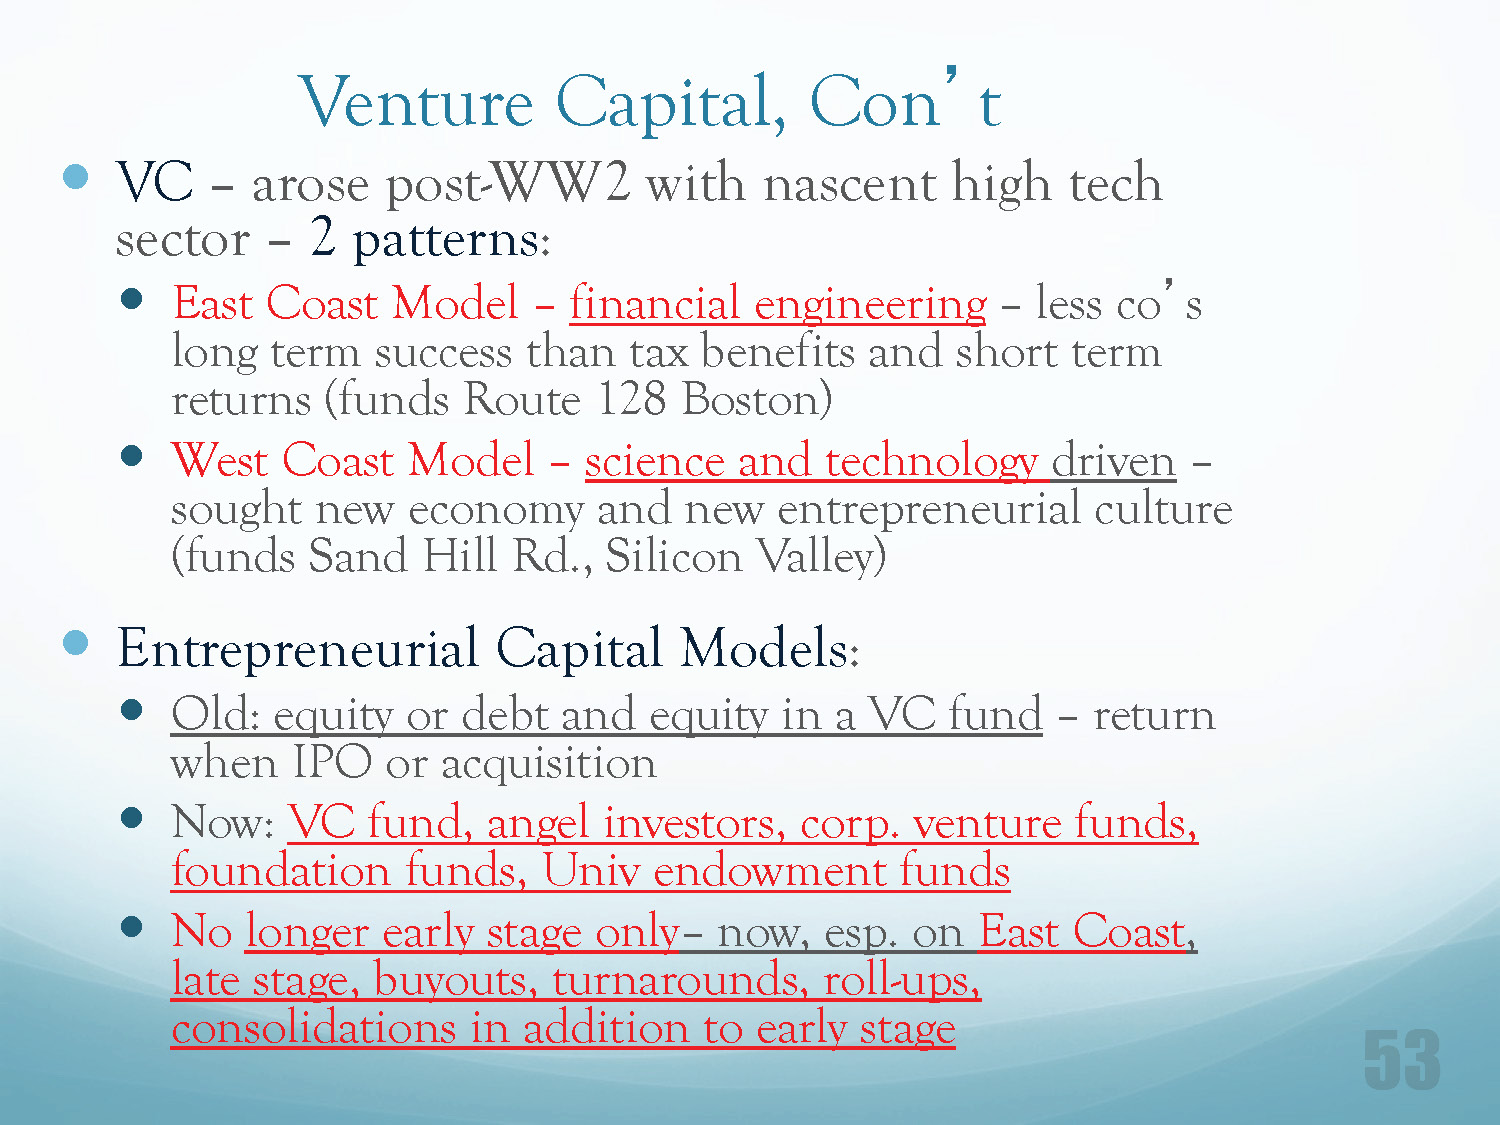 Venture Capital, Con’t
• VC – arose post-WW2 with nascent high tech
sector – 2 patterns:
• East Coast Model – financial engineering – less co’s
long term success than tax benefits and short term
returns (funds Route 128 Boston)
• West Coast Model – science and technology driven –
sought new economy and new entrepreneurial culture
(funds Sand Hill Rd., Silicon Valley)
• Entrepreneurial Capital Models:
• Old: equity or debt and equity in a VC fund – return
when IPO or acquisition
• Now: VC fund, angel investors, corp. venture funds,
foundation funds, Univ endowment funds
• No longer early stage only– now, esp. on East Coast,
late stage, buyouts, turnarounds, roll-ups,
consolidations in addition to early stage
53